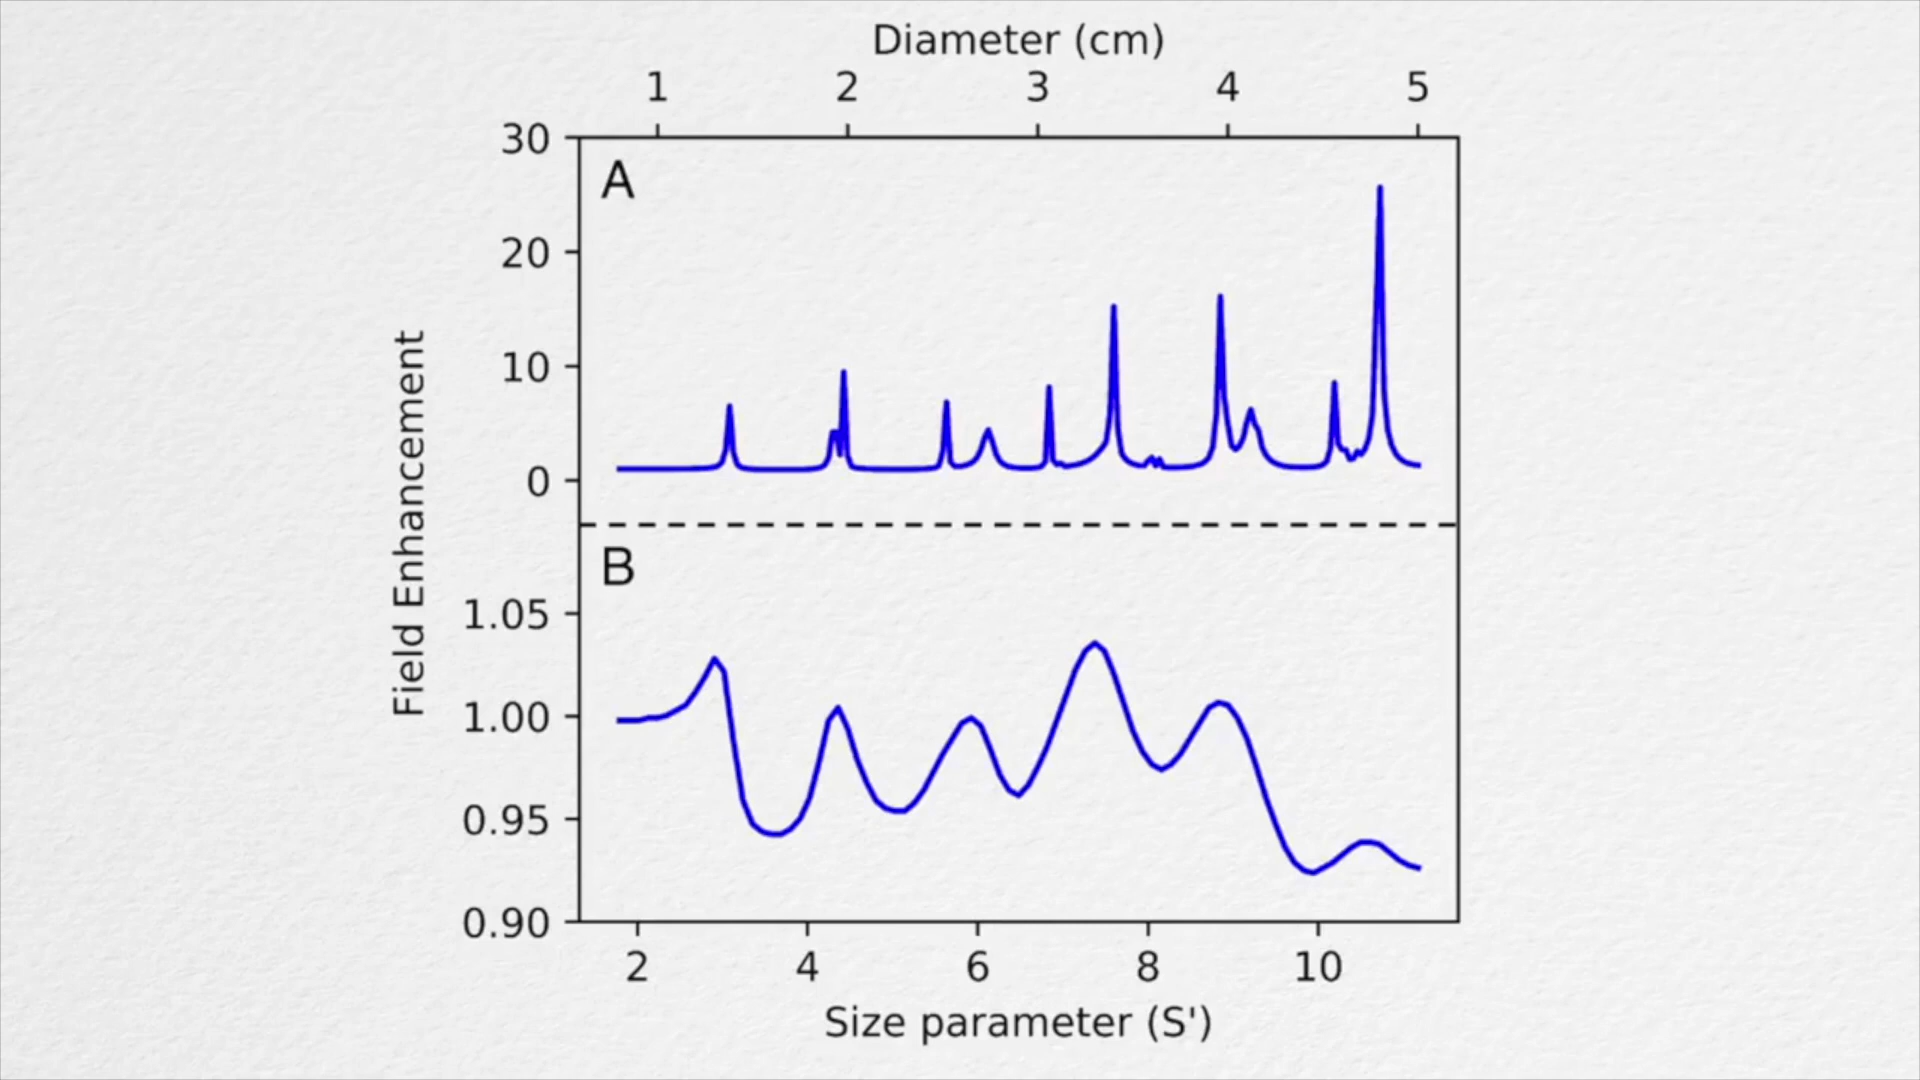 Diameter (cm)
1 2 3 4 5
30
A
20
10
0
Field Enhancement
B
1.05
1.00
0.95
0.90
2 4 6 8 10
Size parameter (S')